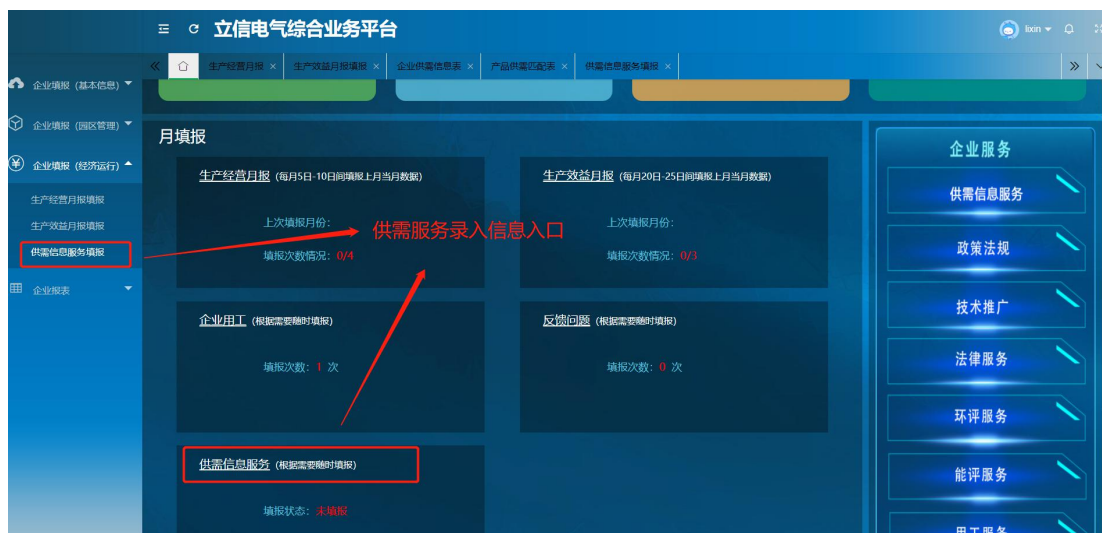 立信电气综合业务平台
lixin
生产经营月报 ×
生产效益月报填报 ×
企业供需信息表 ×
产品供需匹配表 ×
供需信息服务填报 ×
企业填报 (基本信息)
企业填报 (园区管理)
企业填报 (经济运行)
生产经营月报填报
生产效益月报填报
供需信息服务填报
企业报表
月填报
生产经营月报 (每月5日-10日间填报上月当月数据)
上次填报月份:
填报次数情况: 0/4
生产效益月报 (每月20日-25日间填报上月当月数据)
上次填报月份:
填报次数情况: 0/3
供需服务录入信息入口
企业用工 (根据需要随时填报)
填报次数: 1 次
反馈问题 (根据需要随时填报)
填报次数: 0 次
供需信息服务 (根据需要随时填报)
填报状态: 未填报
企业服务
供需信息服务
政策法规
技术推广
法律服务
环评服务
能评服务
用工服务